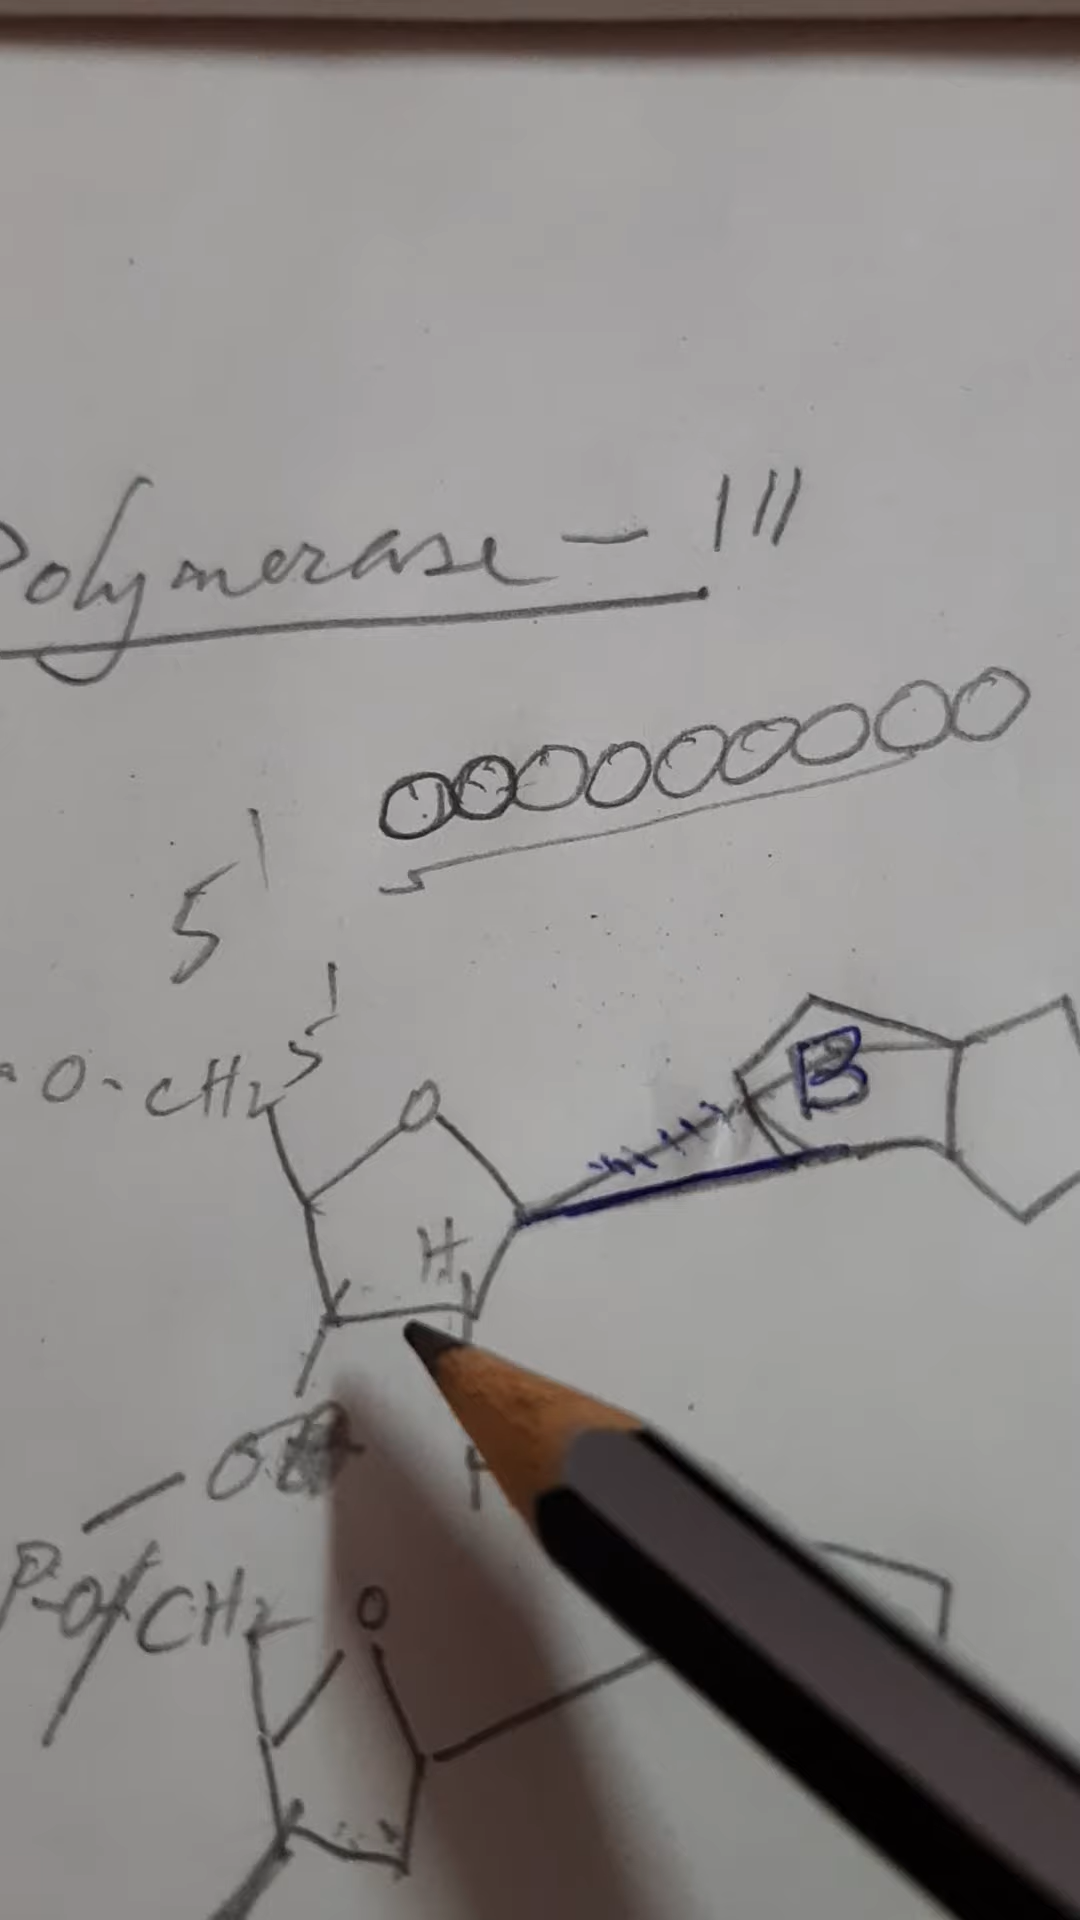 Polymerase - III
5'
5'
O - CH2
O
B
H
O
P-O
CH2
O